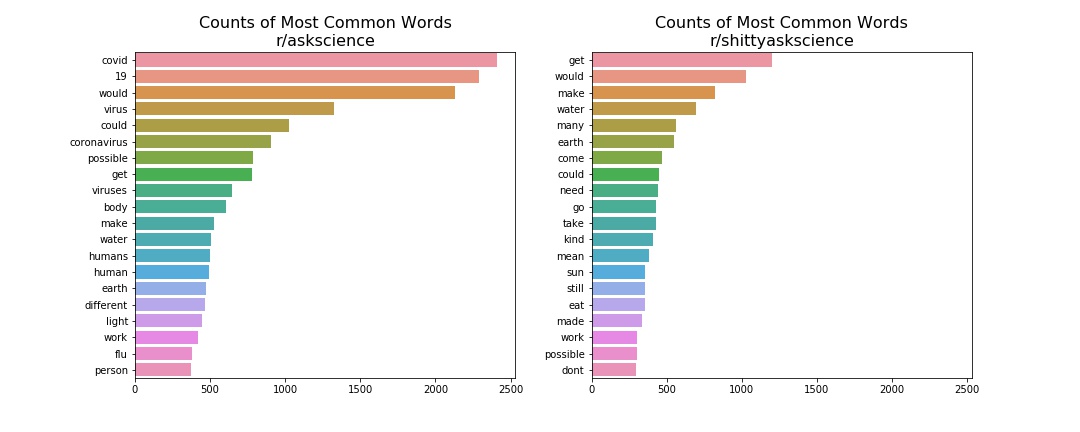 Counts of Most Common Words
r/askscience
covid
19
would
virus
could
coronavirus
possible
get
viruses
body
make
water
humans
human
earth
different
light
work
flu
person
0 500 1000 1500 2000 2500
Counts of Most Common Words
r/shittyaskscience
get
would
make
water
many
earth
come
could
need
go
take
kind
mean
sun
still
eat
made
work
possible
dont
0 500 1000 1500 2000 2500